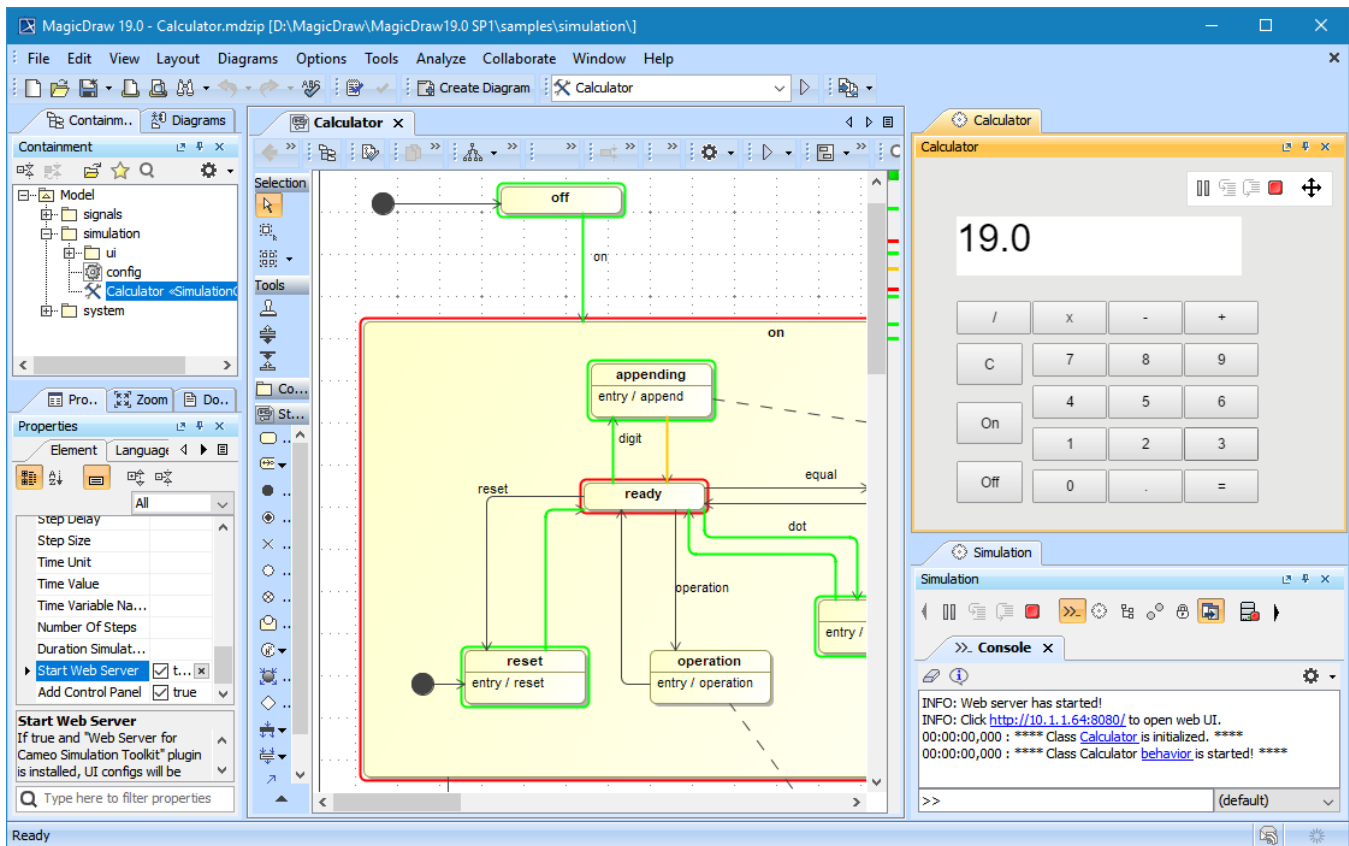 MagicDraw 19.0 - Calculator.mdzip [D:\MagicDraw\MagicDraw19.0 SP1\samples\simulation\]
File Edit View Layout Diagrams Options Tools Analyze Collaborate Window Help
Create Diagram
Calculator
Containm..
Diagrams
Containment
Model
signals
simulation
ui
config
Calculator «Simulation
system
Pro..
Zoom
Do..
Properties
Element
Language
All
Step Delay
Step Size
Time Unit
Time Value
Time Variable Na...
Number Of Steps
Duration Simulat...
Start Web Server t...
Add Control Panel true
Start Web Server
If true and "Web Server for
Cameo Simulation Toolkit" plugin
is installed, UI configs will be
Type here to filter properties
Calculator
Selection
Tools
Co...
St...
off
on
on
appending
entry / append
digit
equal
reset
ready
dot
operation
entry /
reset
entry / reset
operation
entry / operation
Calculator
Calculator
19.0
/ x - +
C 7 8 9
4 5 6
On
1 2 3
Off 0 . =
Simulation
Simulation
>>_ Console
INFO: Web server has started!
INFO: Click http://10.1.1.64:8080/ to open web UI.
00:00:00,000 : **** Class Calculator is initialized. ****
00:00:00,000 : **** Class Calculator behavior is started! ****
>>
(default)
Ready